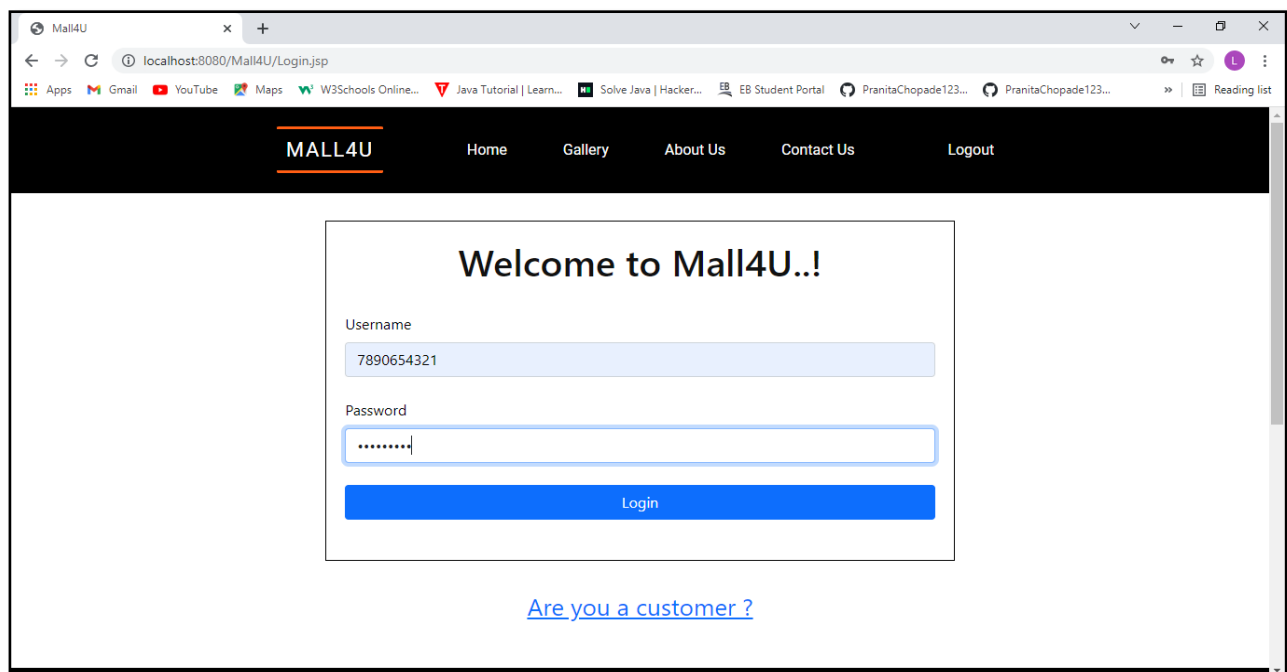 Mall4U
localhost:8080/Mall4U/Login.jsp
L
Apps Gmail YouTube Maps W3Schools Online... Java Tutorial | Learn... Solve Java | Hacker... EB Student Portal PranitaChopade123... PranitaChopade123... » Reading list
MALL4U Home Gallery About Us Contact Us Logout
Welcome to Mall4U..!
Username
7890654321
Password
•••••••••
Login
Are you a customer ?